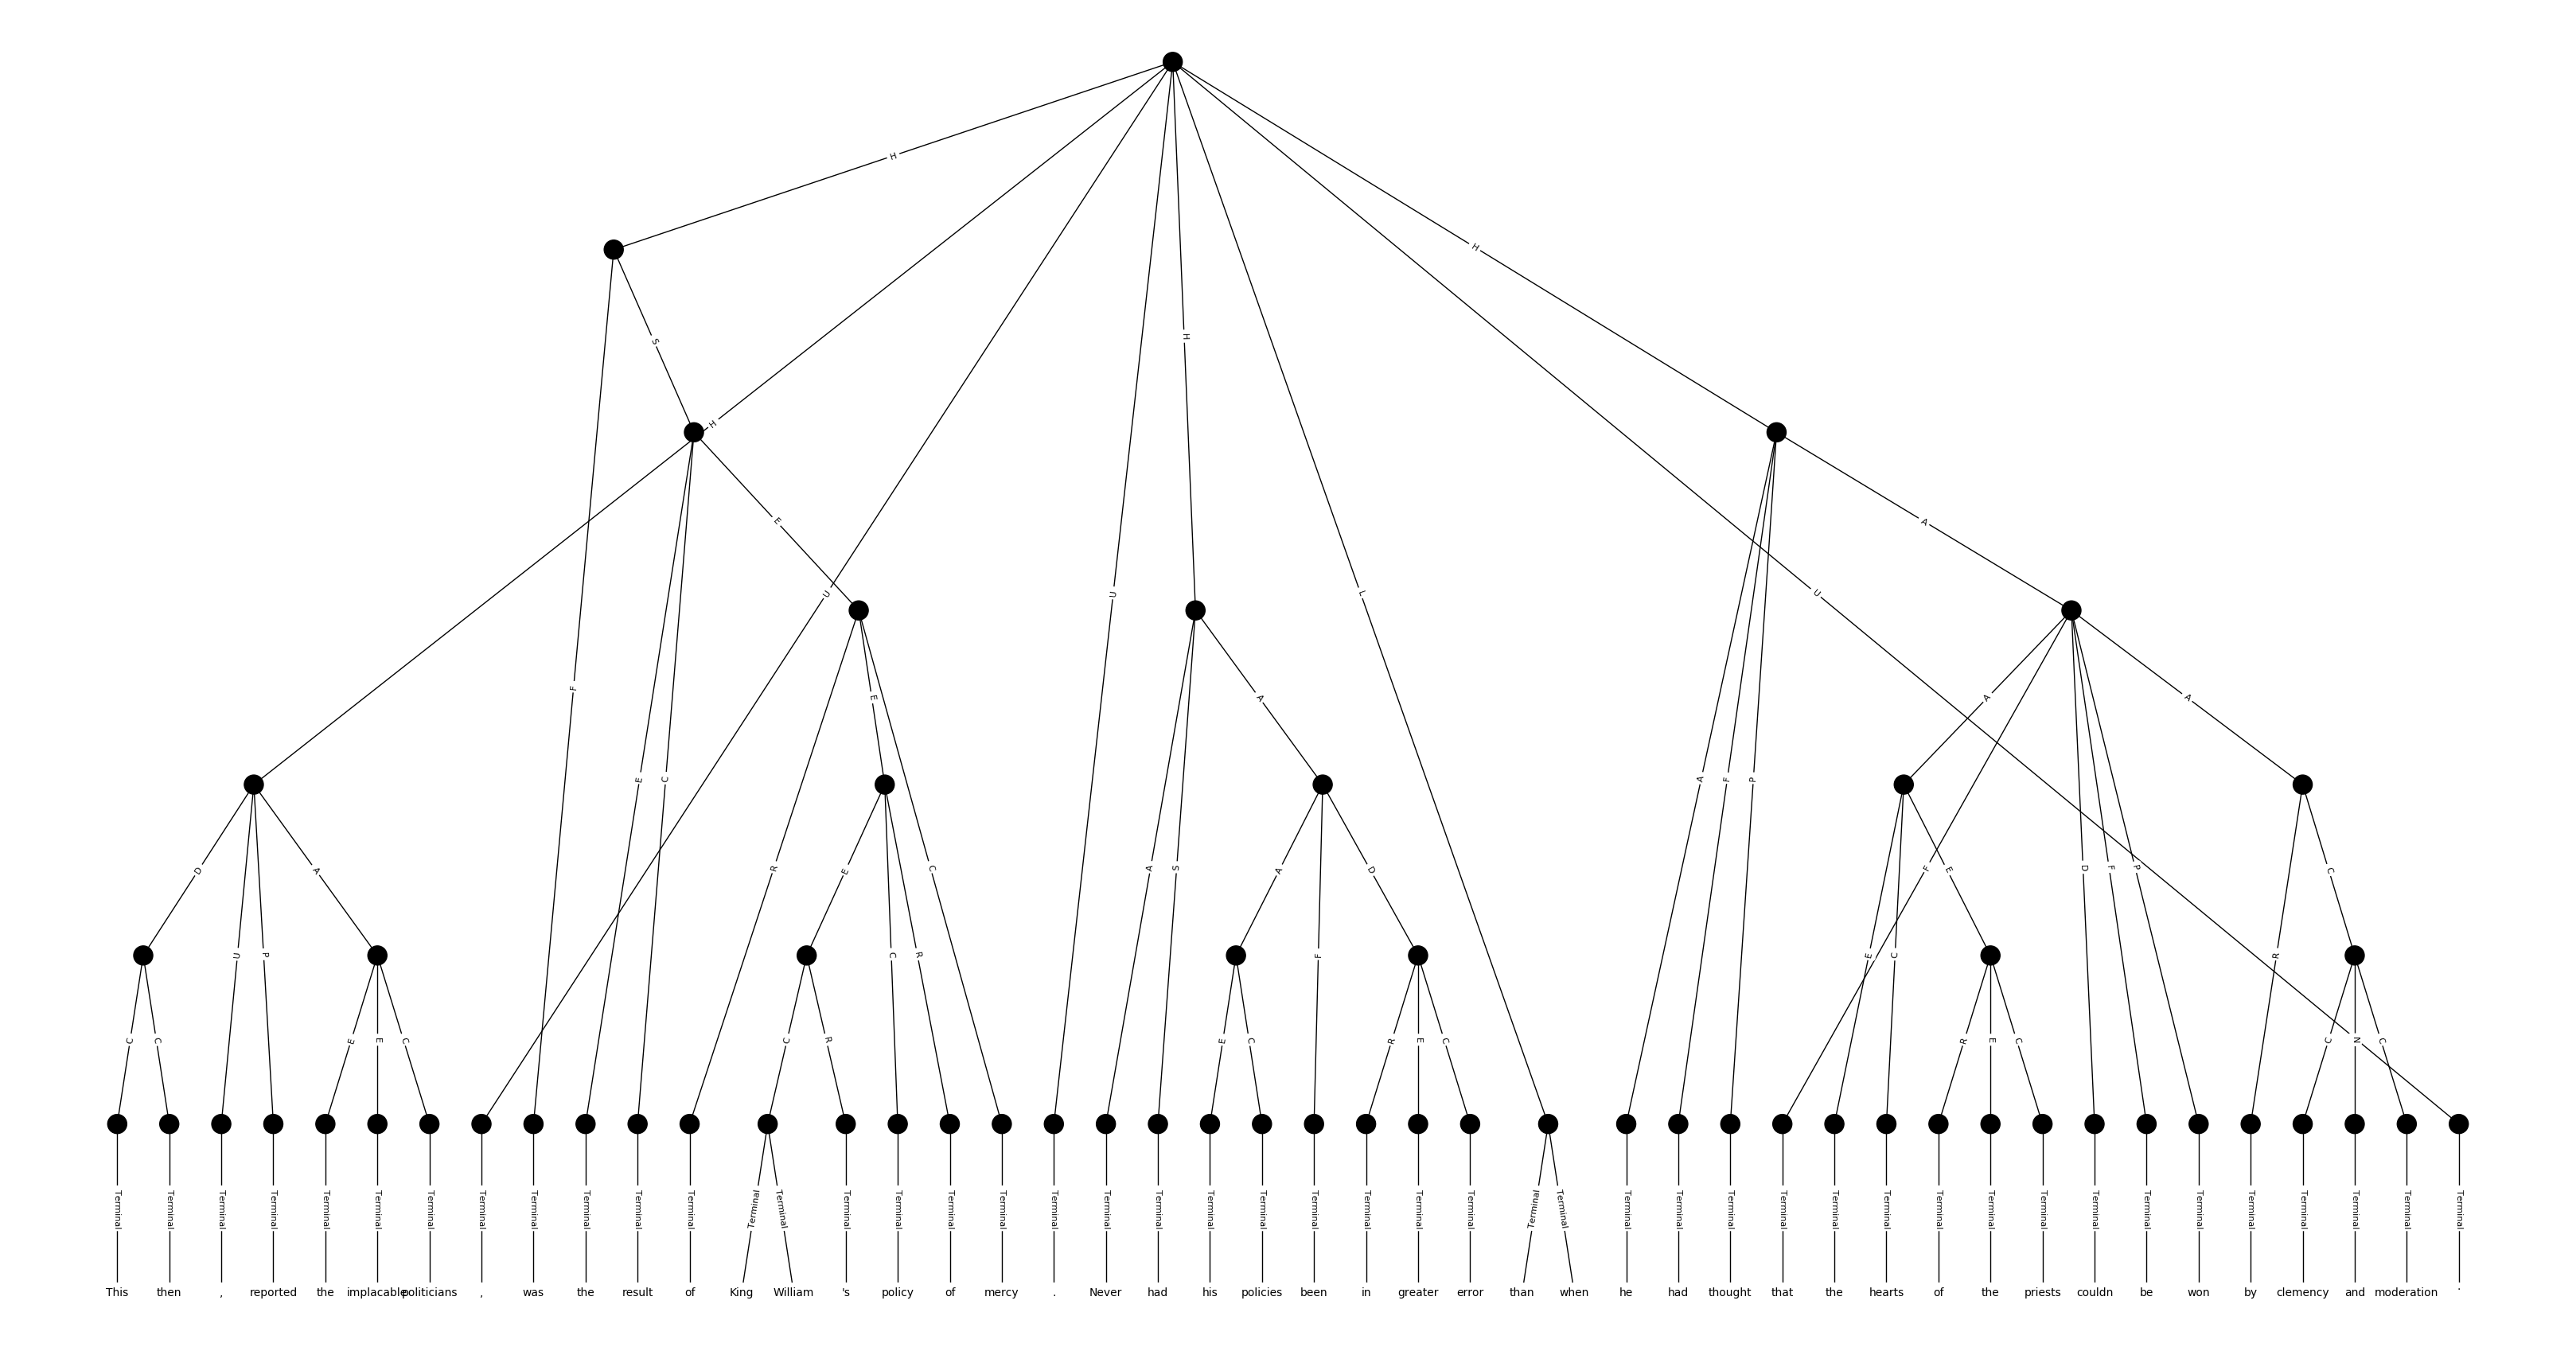 H
H
S
H
H
A
E
U
U
L
U
F
E
A
A
A
E
C
A
F
P
D
A
R
E
C
A
S
A
D
F
E
D
F
P
C
U
P
C
R
F
E
C
R
C
C
E
E
C
C
R
E
C
R
E
C
R
E
C
C
N
C
Terminal Terminal Terminal Terminal Terminal Terminal Terminal Terminal Terminal Terminal Terminal Terminal Terminal Terminal Terminal Terminal Terminal Terminal Terminal Terminal Terminal Terminal Terminal Terminal Terminal Terminal Terminal Terminal Terminal Terminal Terminal Terminal Terminal Terminal Terminal Terminal Terminal Terminal Terminal Terminal Terminal Terminal Terminal Terminal Terminal Terminal
This then , reported the implacable politicians , was the result of King William 's policy of mercy . Never had his policies been in greater error than when he had thought that the hearts of the priests couldn be won by clemency and moderation .